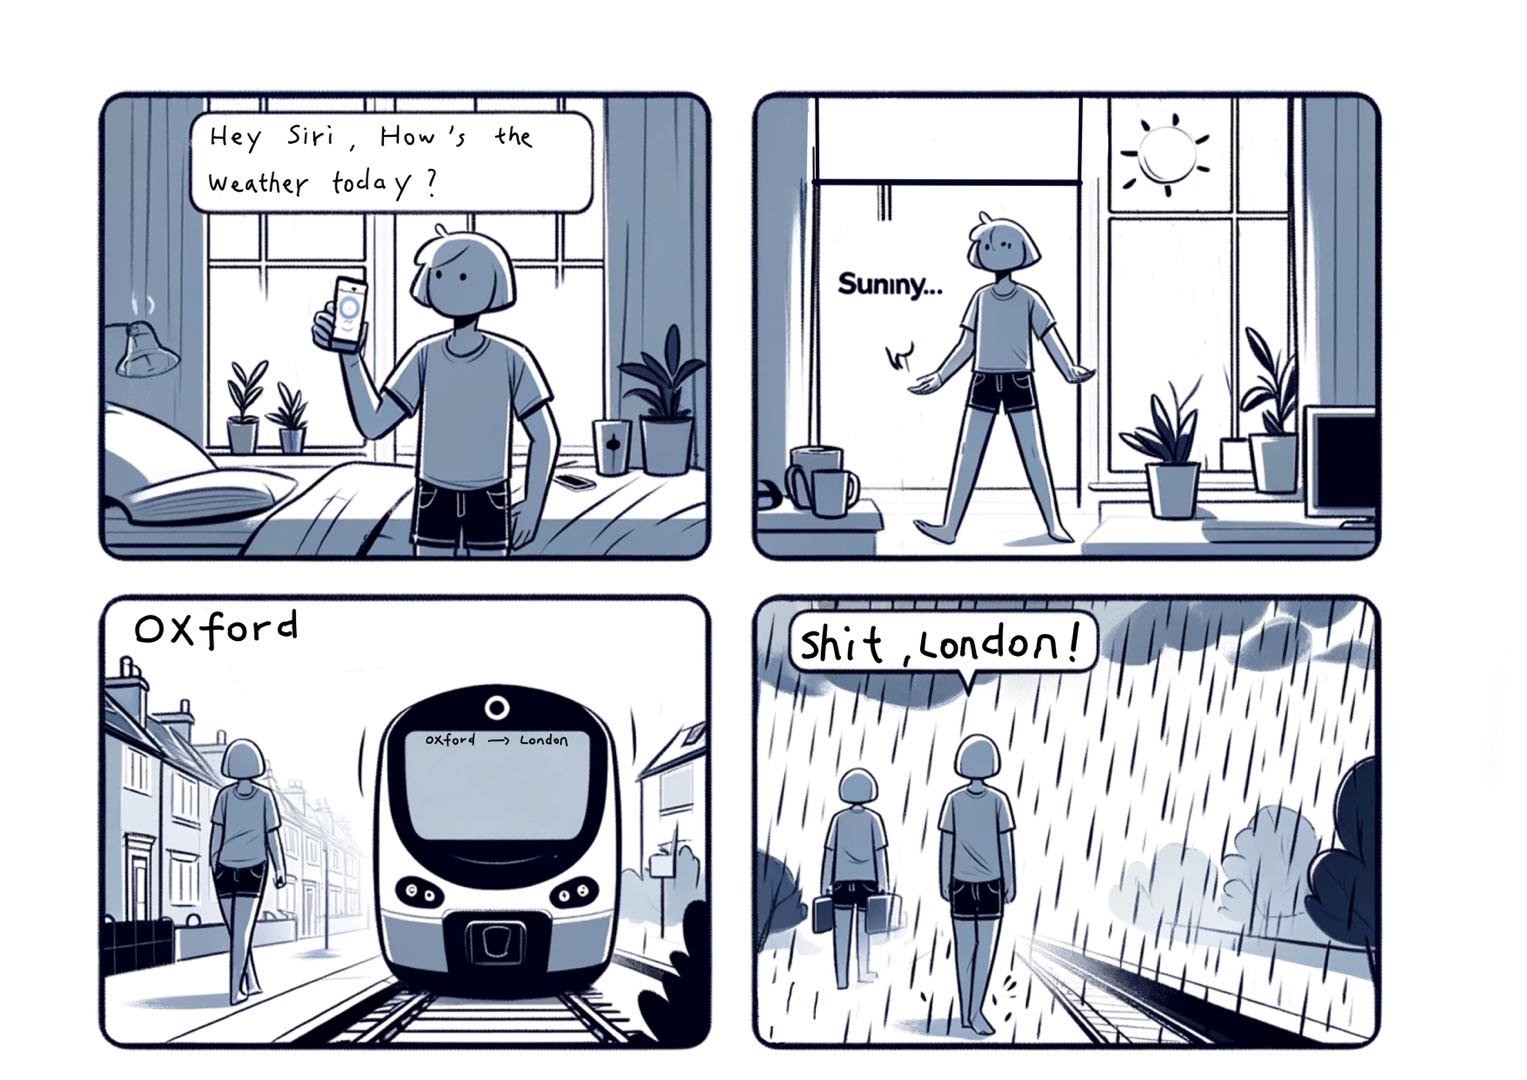 Hey Siri, How's the
Weather today?
Sunny...
OXford
OXford → London
Shit, London!